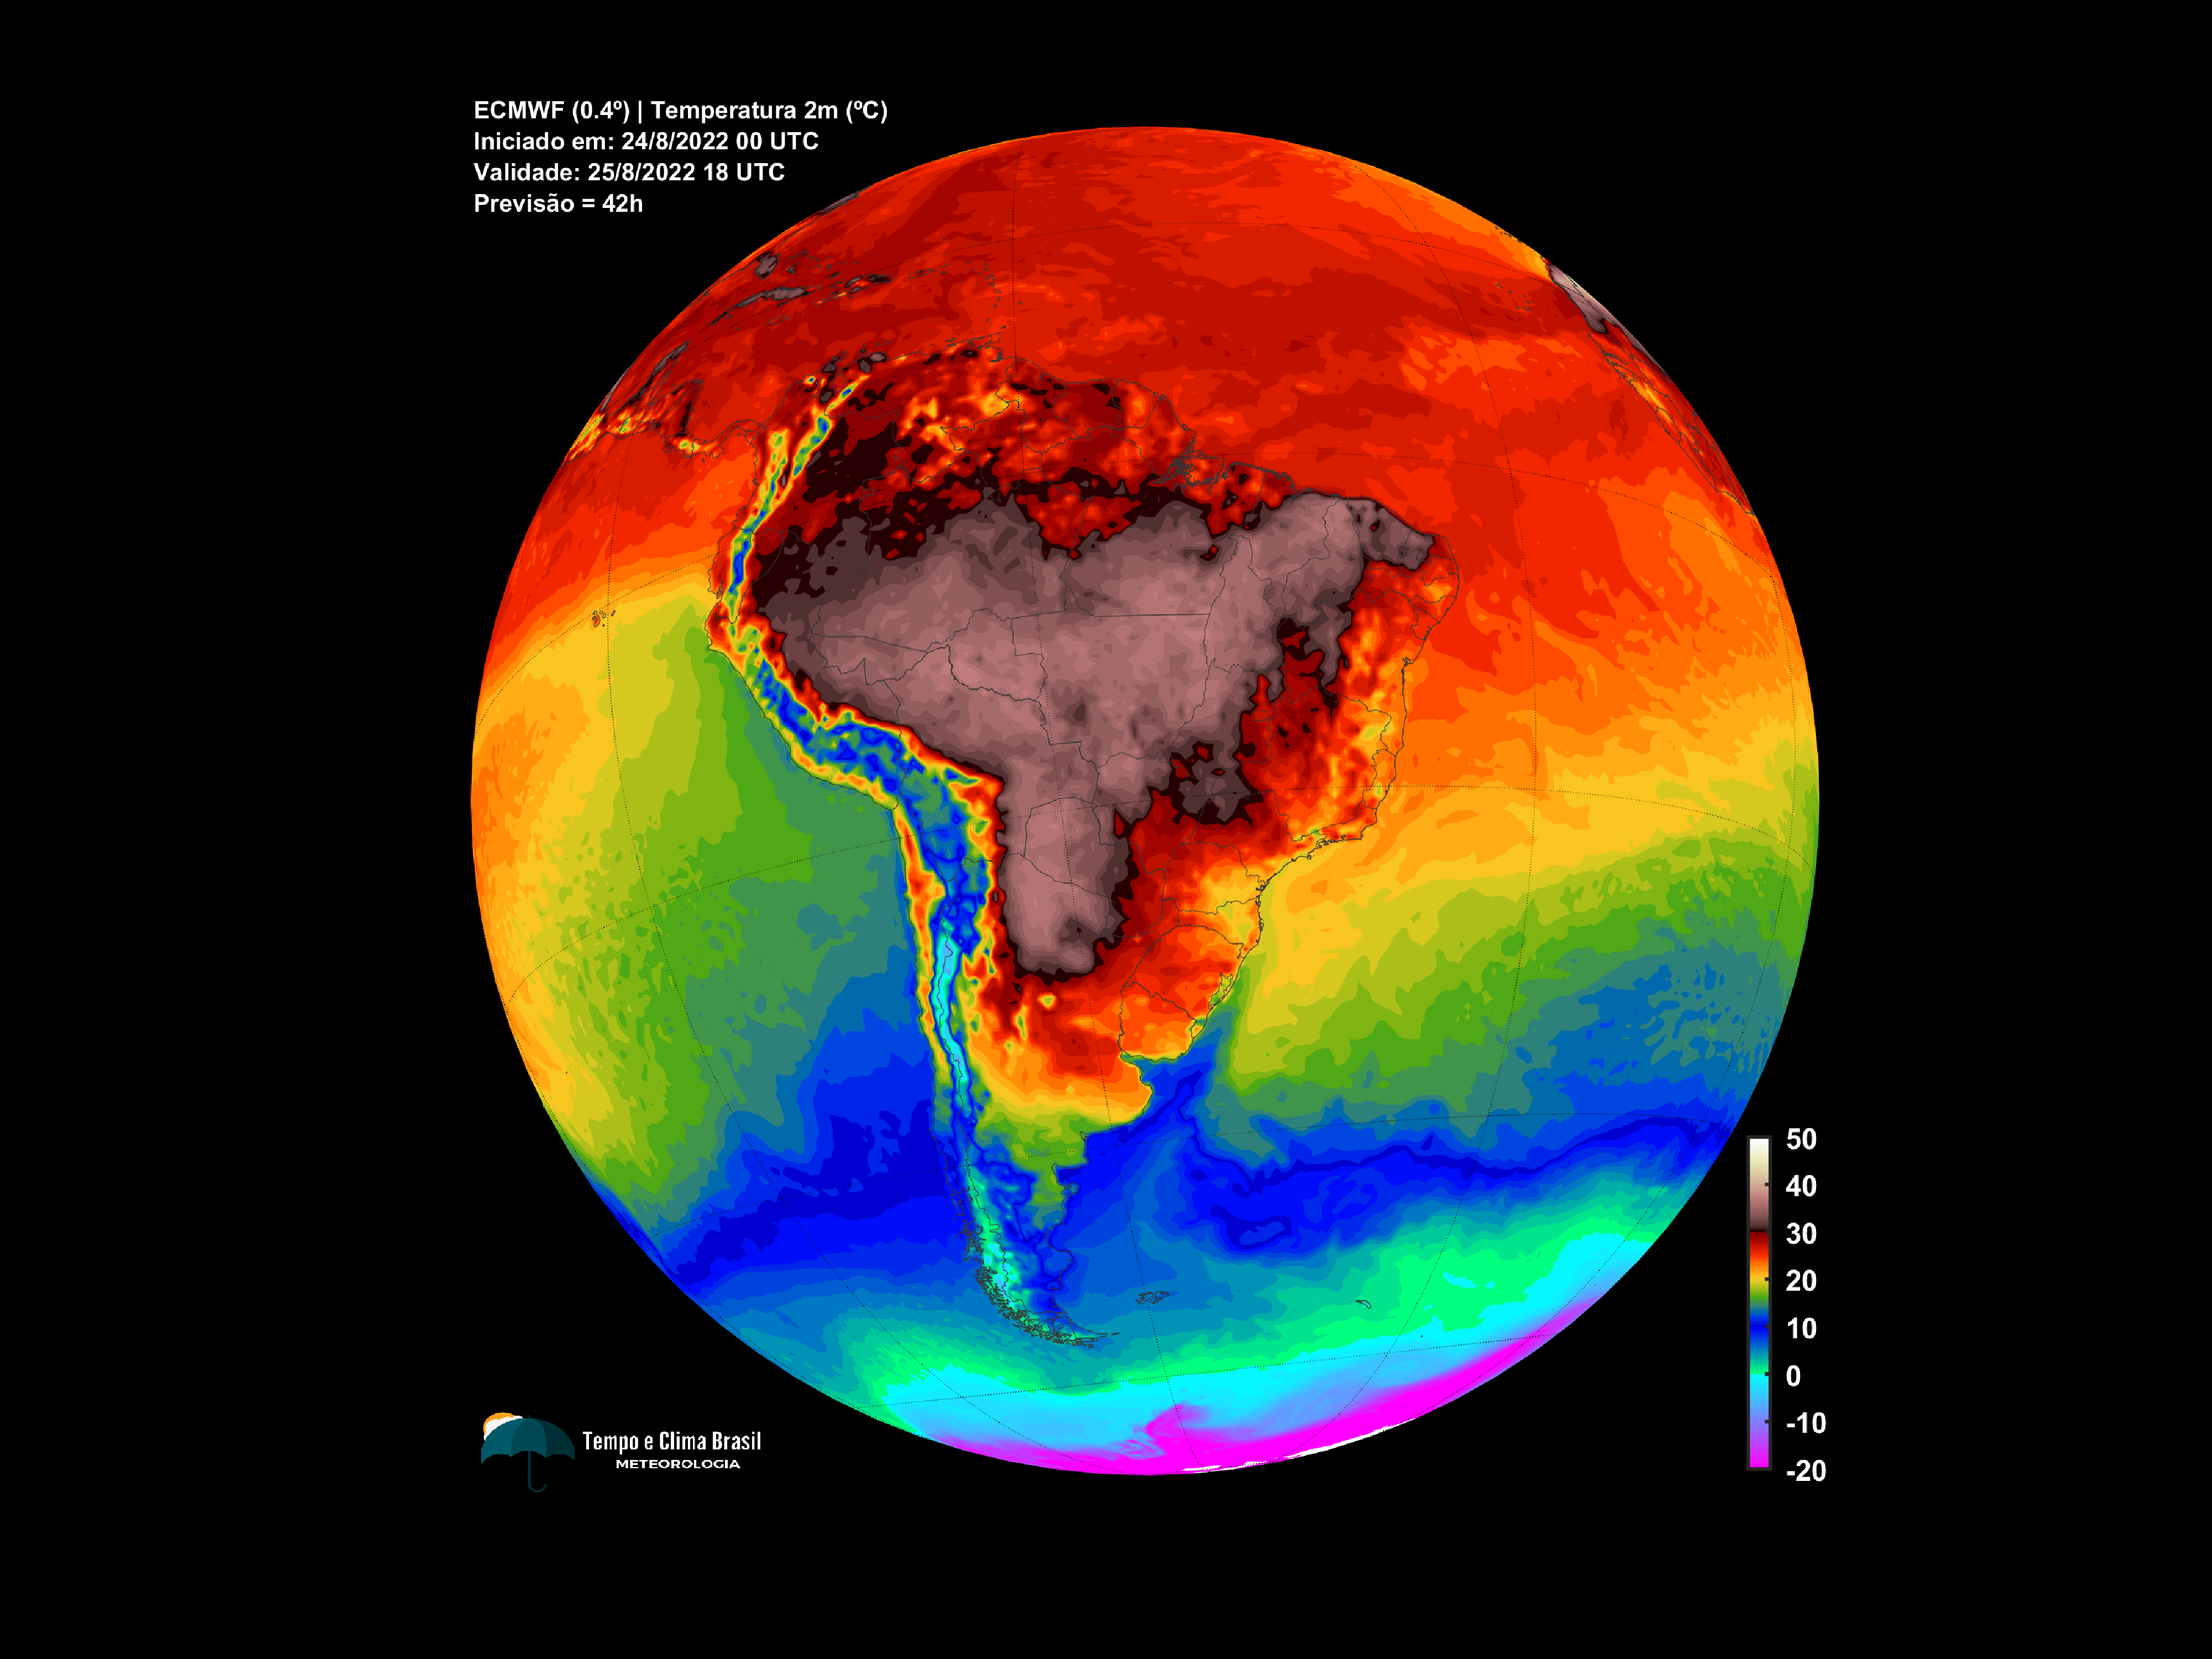 ECMWF (0.4º) | Temperatura 2m (ºC)
Iniciado em: 24/8/2022 00 UTC
Validade: 25/8/2022 18 UTC
Previsão = 42h
50
40
30
20
10
0
-10
-20
Tempo e Clima Brasil
METEOROLOGIA